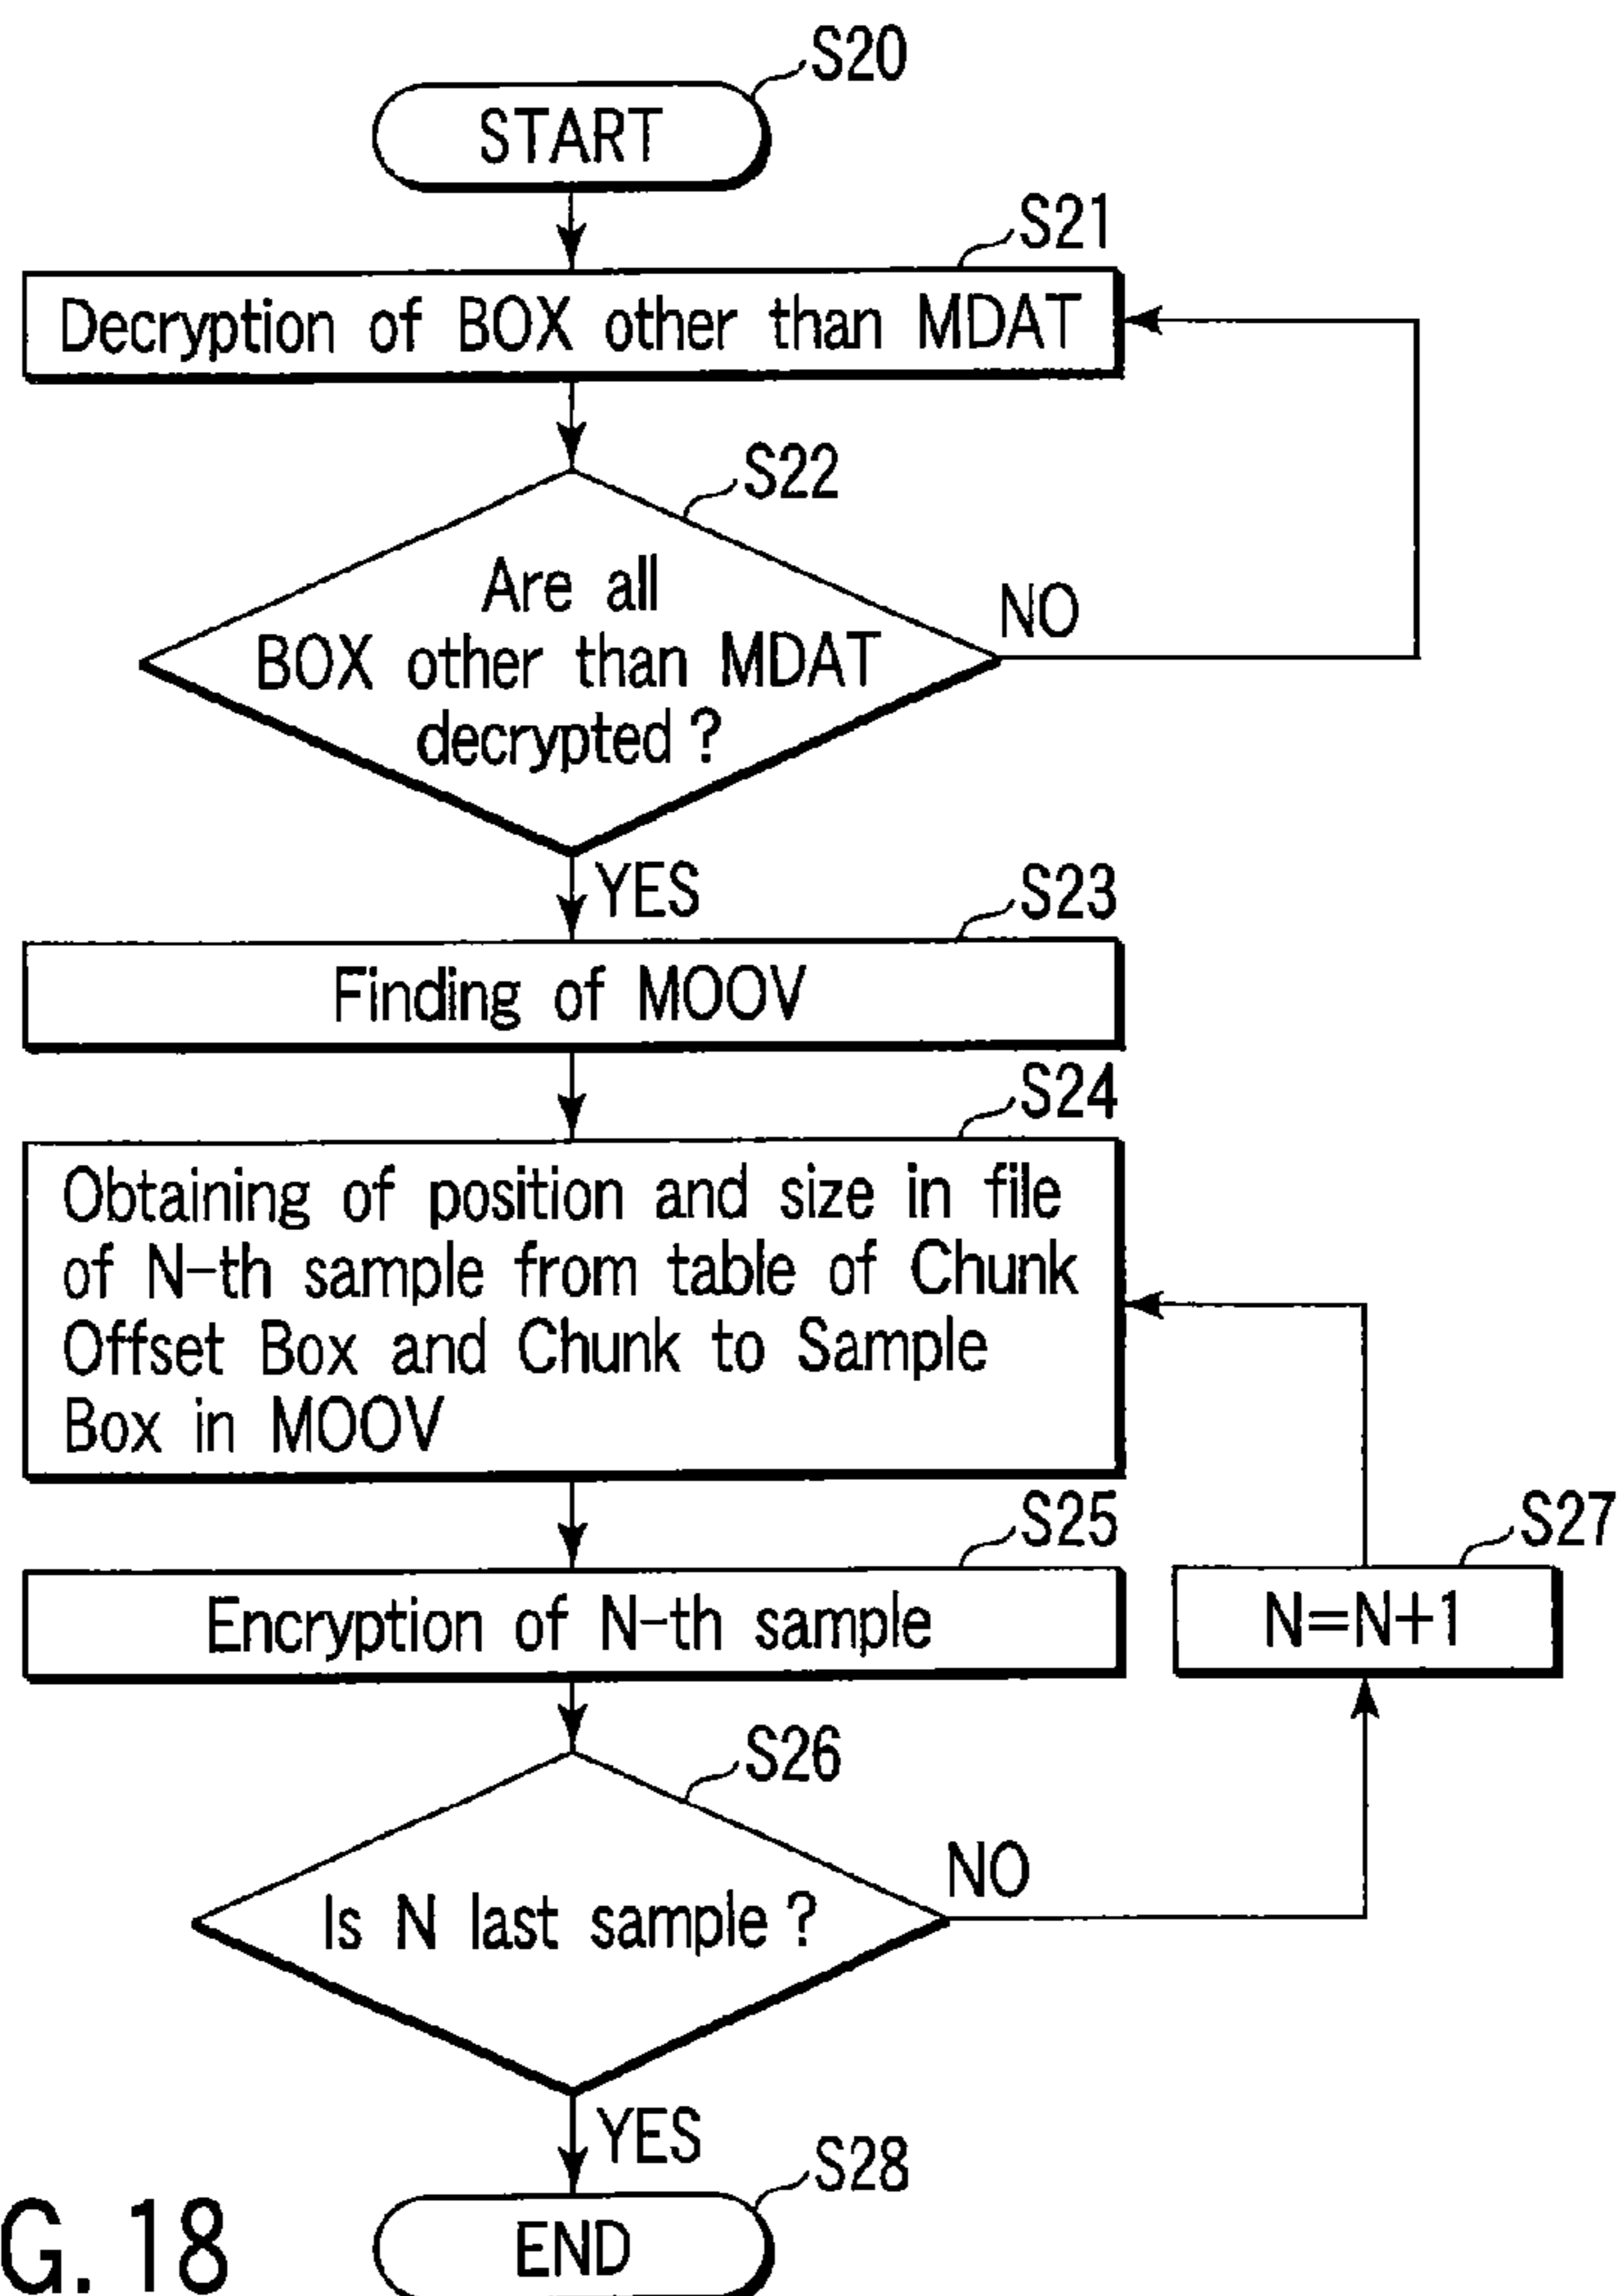 S20
START
S21
Decryption of BOX other than MDAT
S22
Are all
BOX other than MDAT
decrypted?
NO
YES
S23
Finding of MOOV
S24
Obtaining of position and size in file
of N-th sample from table of Chunk
Offset Box and Chunk to Sample
Box in MOOV
S25
Encryption of N-th sample
S27
N=N+1
S26
Is N last sample?
NO
YES
S28
END
G. 18